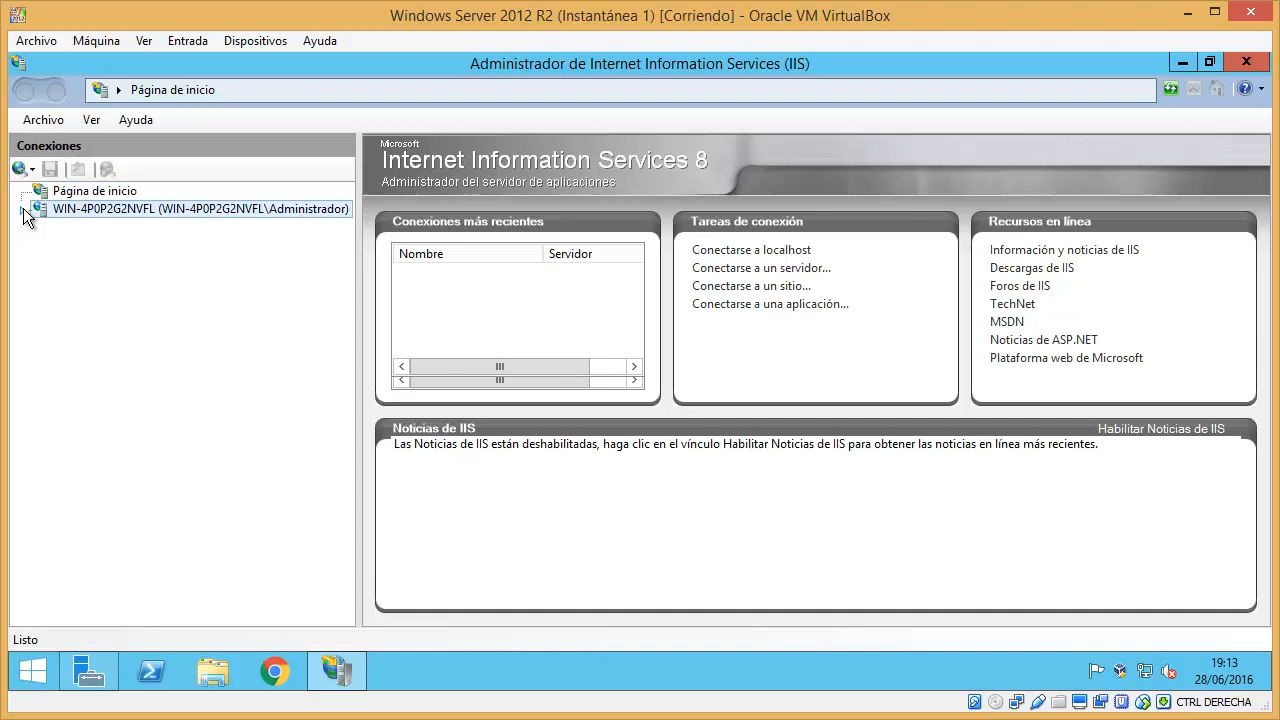 Windows Server 2012 R2 (Instantánea 1) [Corriendo] - Oracle VM VirtualBox
Archivo Máquina Ver Entrada Dispositivos Ayuda
Administrador de Internet Information Services (IIS)
Página de inicio
Archivo Ver Ayuda
Conexiones
Página de inicio
WIN-4P0P2G2NVFL (WIN-4P0P2G2NVFL\Administrador)
Microsoft
Internet Information Services 8
Administrador del servidor de aplicaciones
Conexiones más recientes
Nombre Servidor
Tareas de conexión
Conectarse a localhost
Conectarse a un servidor...
Conectarse a un sitio...
Conectarse a una aplicación...
Recursos en línea
Información y noticias de IIS
Descargas de IIS
Foros de IIS
TechNet
MSDN
Noticias de ASP.NET
Plataforma web de Microsoft
Noticias de IIS Habilitar Noticias de IIS
Las Noticias de IIS están deshabilitadas, haga clic en el vínculo Habilitar Noticias de IIS para obtener las noticias en línea más recientes.
Listo
19:13
28/06/2016
CTRL DERECHA